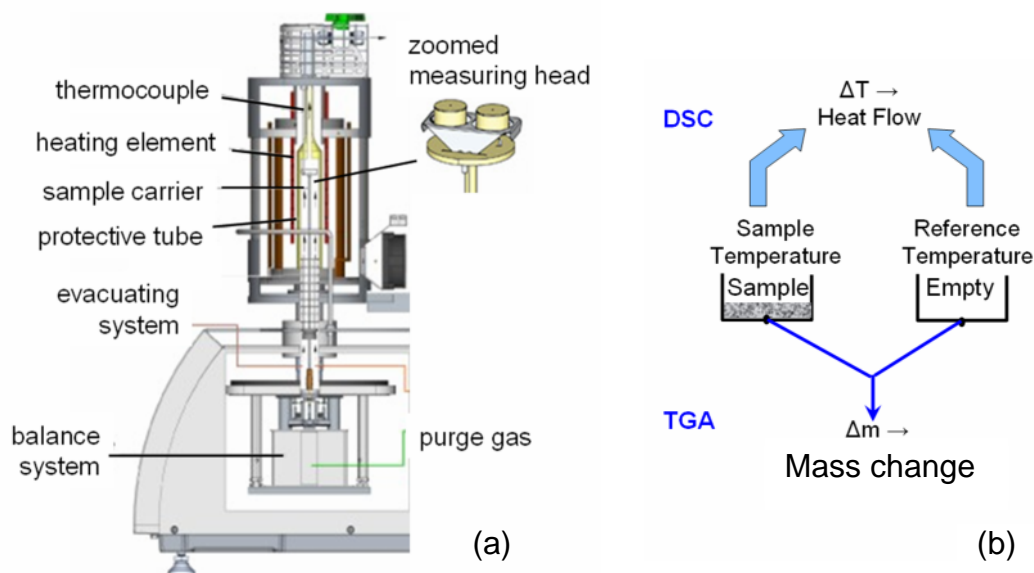 zoomed
measuring head
thermocouple
heating element
sample carrier
protective tube
evacuating
system
balance
system
purge gas
(a)
ΔT →
Heat Flow
DSC
Sample
Temperature
Reference
Temperature
Sample
Empty
TGA
Δm →
Mass change
(b)